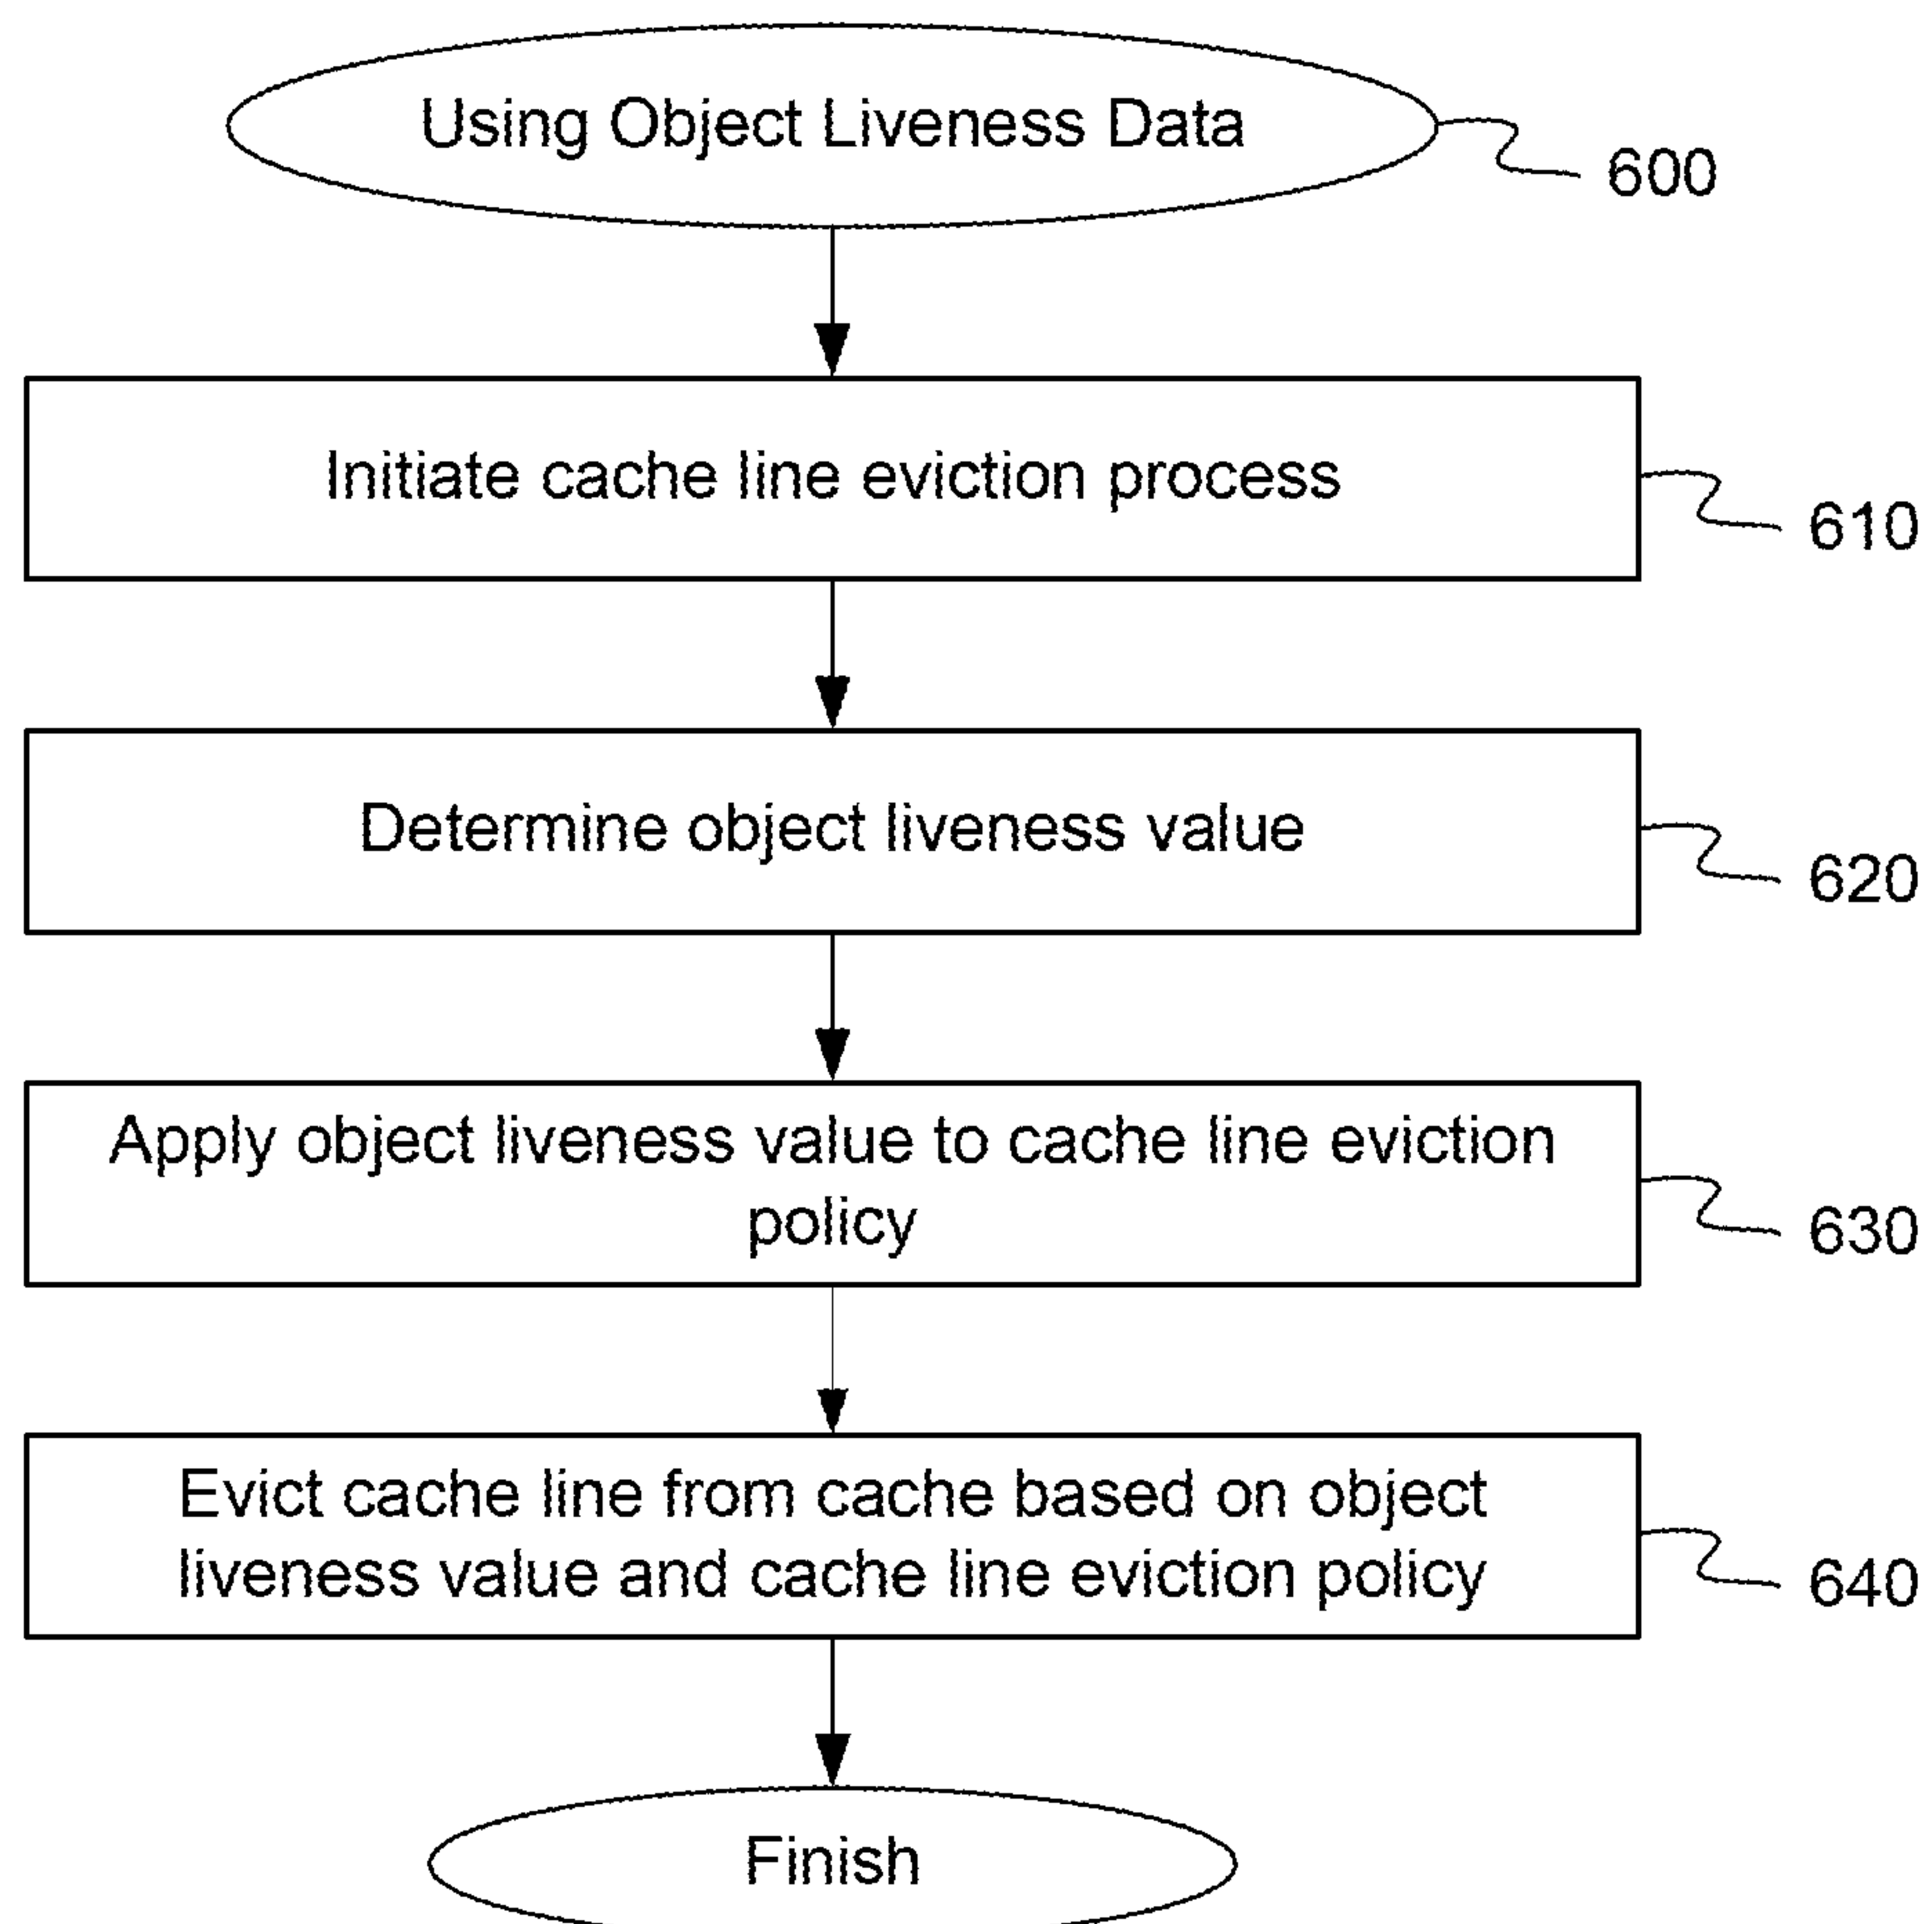 Using Object Liveness Data
600
Initiate cache line eviction process
610
Determine object liveness value
620
Apply object liveness value to cache line eviction
policy
630
Evict cache line from cache based on object
liveness value and cache line eviction policy
640
Finish